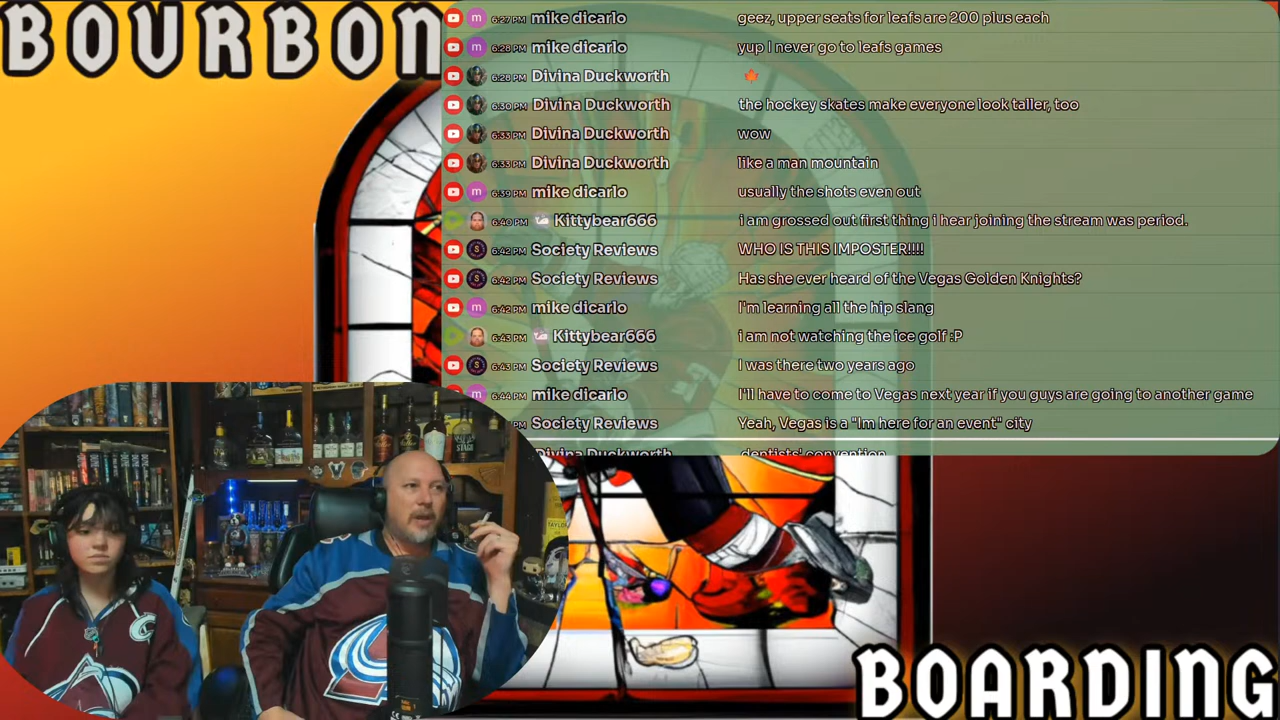 BOURBON
6:27 PM mike dicarlo geez, upper seats for leafs are 200 plus each
6:28 PM mike dicarlo yup I never go to leafs games
6:28 PM Divina Duckworth 🍁
6:30 PM Divina Duckworth the hockey skates make everyone look taller, too
6:33 PM Divina Duckworth wow
6:33 PM Divina Duckworth like a man mountain
6:39 PM mike dicarlo usually the shots even out
6:40 PM Kittybear666 i am grossed out first thing i hear joining the stream was period.
6:42 PM Society Reviews WHO IS THIS IMPOSTER!!!!
6:42 PM Society Reviews Has she ever heard of the Vegas Golden Knights?
6:42 PM mike dicarlo I'm learning all the hip slang
6:43 PM Kittybear666 i am not watching the ice golf :P
6:43 PM Society Reviews I was there two years ago
6:44 PM mike dicarlo I'll have to come to Vegas next year if you guys are going to another game
PM Society Reviews Yeah, Vegas is a "Im here for an event" city
Divina Duckworth dentists' convention
BOARDING